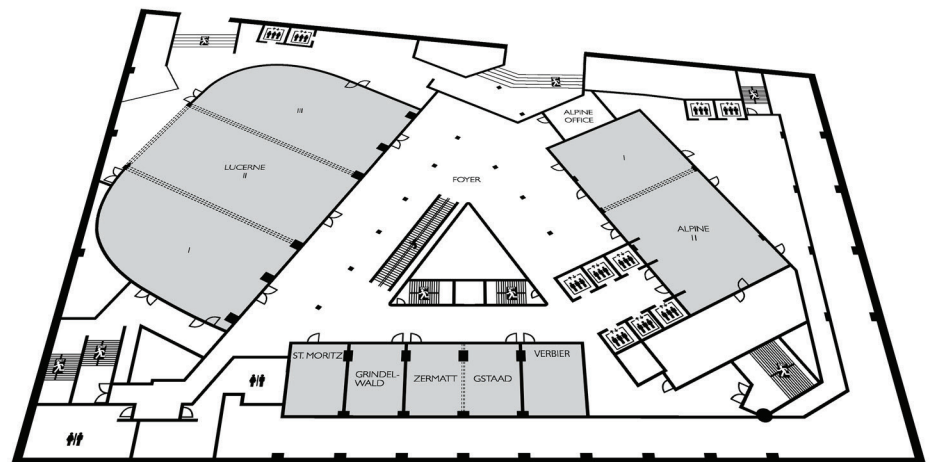 III
LUCERNE
II
I
FOYER
ALPINE
OFFICE
I
ALPINE
II
ST. MORITZ
GRINDEL-
WALD
ZERMATT
GSTAAD
VERBIER